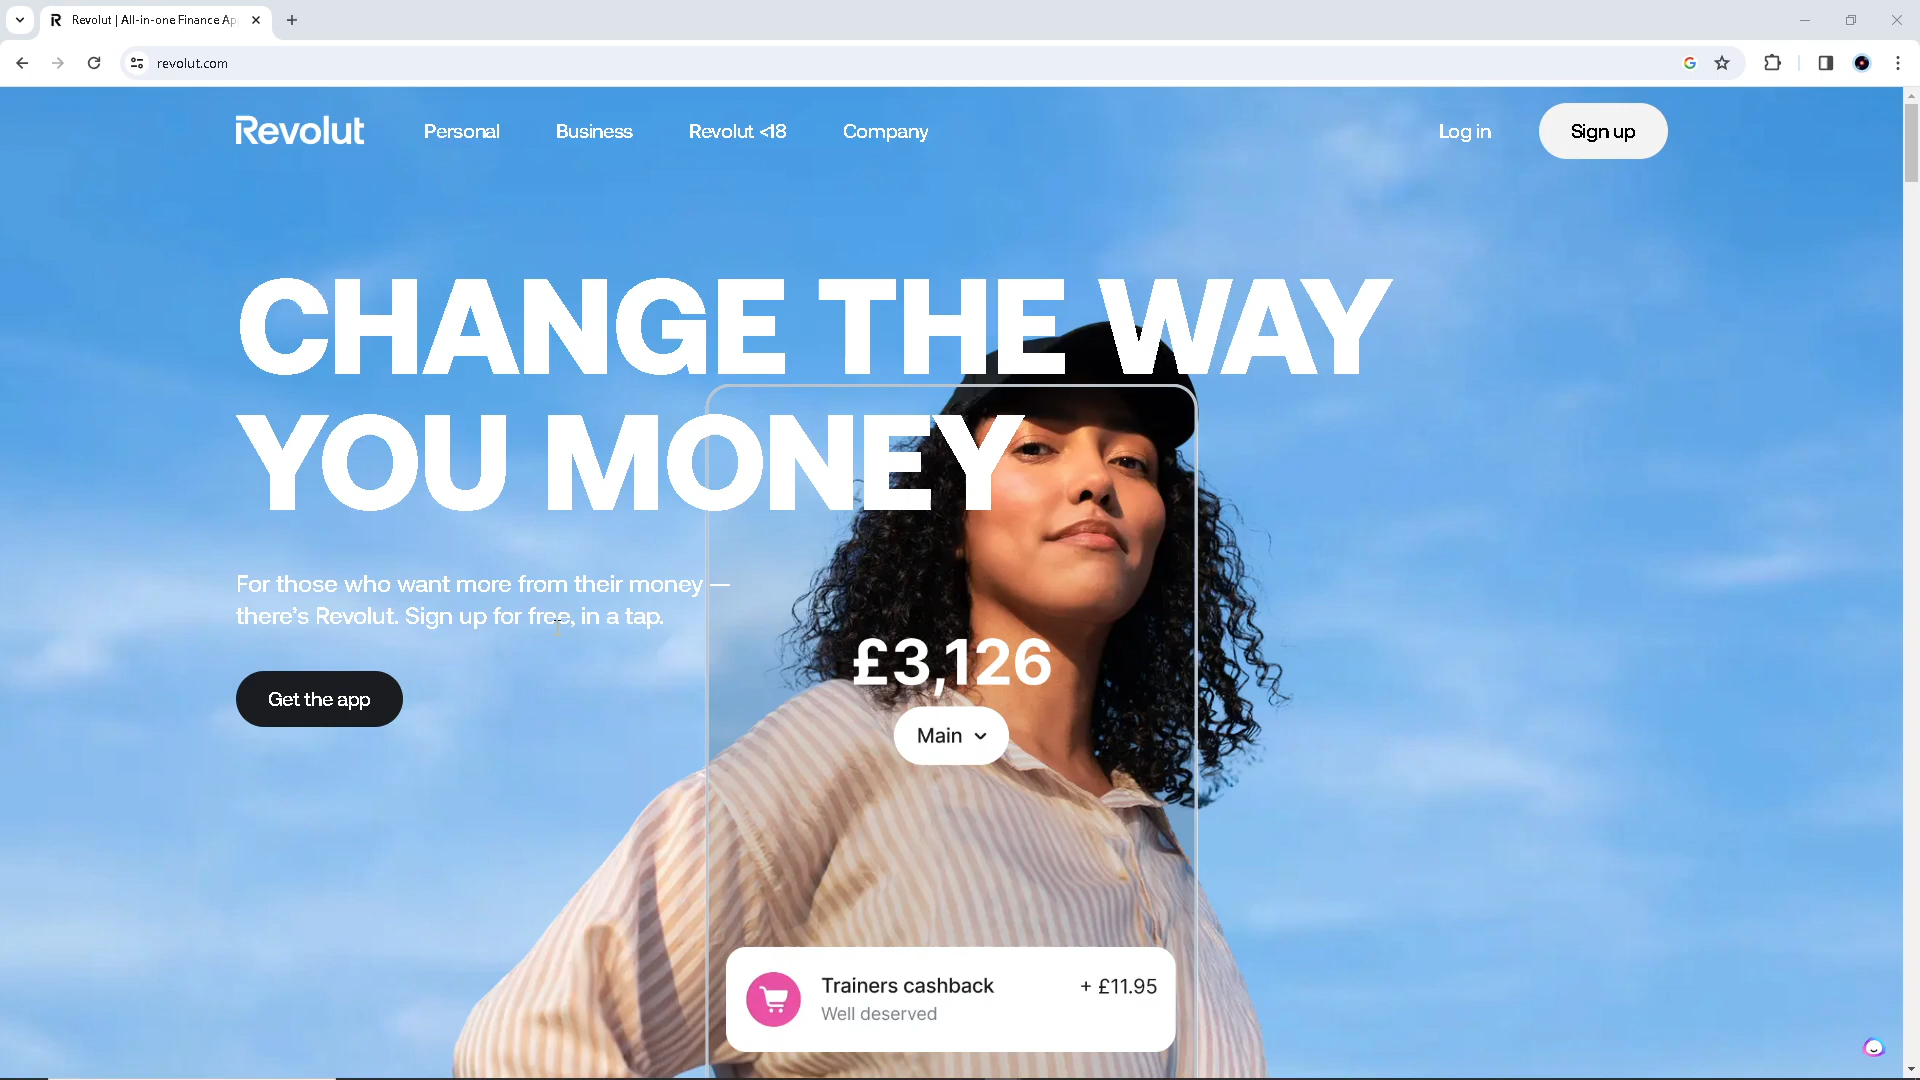 Revolut | All-in-one Finance Ap
revolut.com
Revolut
Personal
Business
Revolut <18
Company
Log in
Sign up
CHANGE THE WAY
YOU MONEY
For those who want more from their money —
there's Revolut. Sign up for free, in a tap.
Get the app
£3,126
Main
Trainers cashback
+ £11.95
Well deserved